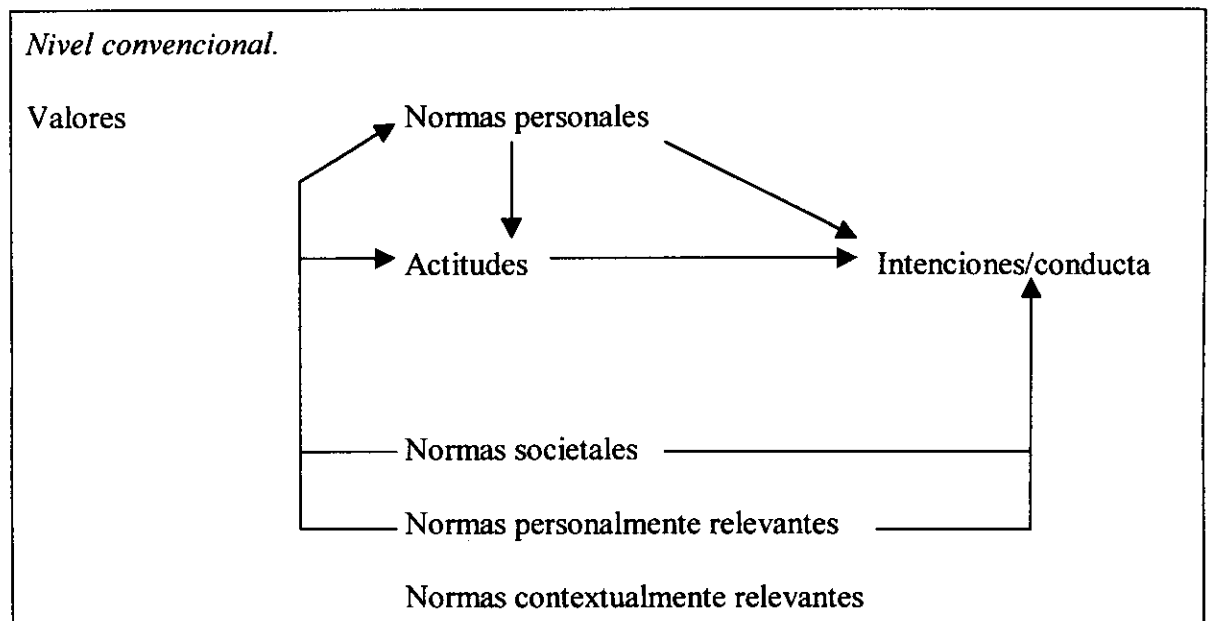 Nivel convencional.
Valores
Normas personales
Actitudes
Intenciones/conducta
Normas societales
Normas personalmente relevantes
Normas contextualmente relevantes